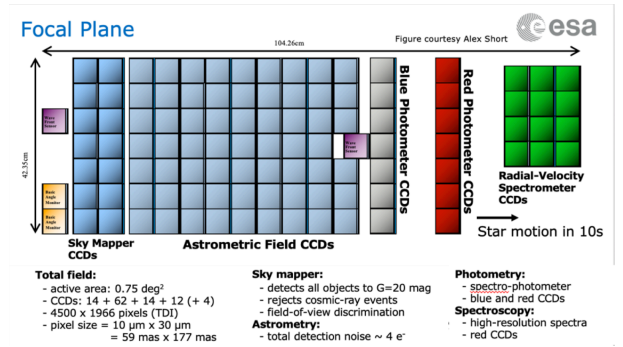 Focal Plane
esa
104.26cm
Figure courtesy Alex Short
42.35cm
Wave
Front
Sensor
Wave
Front
Sensor
Basic
Angle
Monitor
Basic
Angle
Monitor
Blue Photometer CCDs
Red Photometer CCDs
Radial-Velocity
Spectrometer
CCDs
Star motion in 10s
Sky Mapper
CCDs
Astrometric Field CCDs
Total field:
- active area: 0.75 deg²
- CCDs: 14 + 62 + 14 + 12 (+ 4)
- 4500 x 1966 pixels (TDI)
- pixel size = 10 µm x 30 µm
= 59 mas x 177 mas
Sky mapper:
- detects all objects to G=20 mag
- rejects cosmic-ray events
- field-of-view discrimination
Astrometry:
- total detection noise ~ 4 e⁻
Photometry:
- spectro-photometer
- blue and red CCDs
Spectroscopy:
- high-resolution spectra
- red CCDs